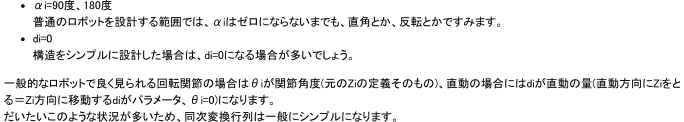 αi=90度、180度
普通のロボットを設計する範囲では、αiはゼロにならないまでも、直角とか、反転とかですみます。
di=0
構造をシンプルに設計した場合は、di=0になる場合が多いでしょう。
一般的なロボットで良く見られる回転関節の場合はθiが関節角度(元のZiの定義そのもの)、直動の場合にはdiが直動の量(直動方向にZiをと
る＝Zi方向に移動するdiがパラメータ、θi=0)になります。
だいたいこのような状況が多いため、同次変換行列は一般にシンプルになります。